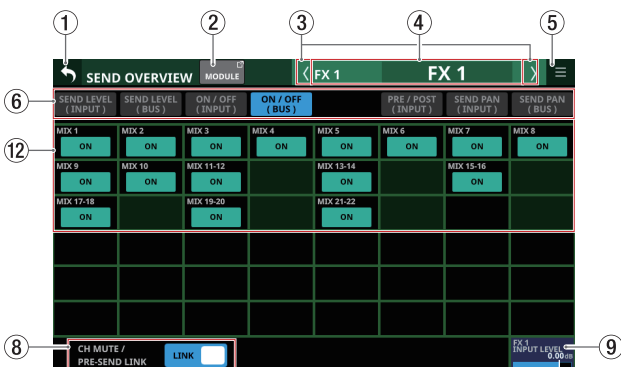 1
2
3
4
5
SEND OVERVIEW
MODULE
FX 1
FX 1
6
SEND LEVEL
(INPUT)
SEND LEVEL
(BUS)
ON / OFF
(INPUT)
ON / OFF
(BUS)
PRE / POST
(INPUT)
SEND PAN
(INPUT)
SEND PAN
(BUS)
12
MIX 1
MIX 2
MIX 3
MIX 4
MIX 5
MIX 6
MIX 7
MIX 8
ON
ON
ON
ON
ON
ON
ON
ON
MIX 9
MIX 10
MIX 11-12
MIX 13-14
MIX 15-16
ON
ON
ON
ON
ON
MIX 17-18
MIX 19-20
MIX 21-22
ON
ON
ON
8
CH MUTE /
PRE-SEND LINK
LINK
FX 1
INPUT LEVEL
0.00dB
9